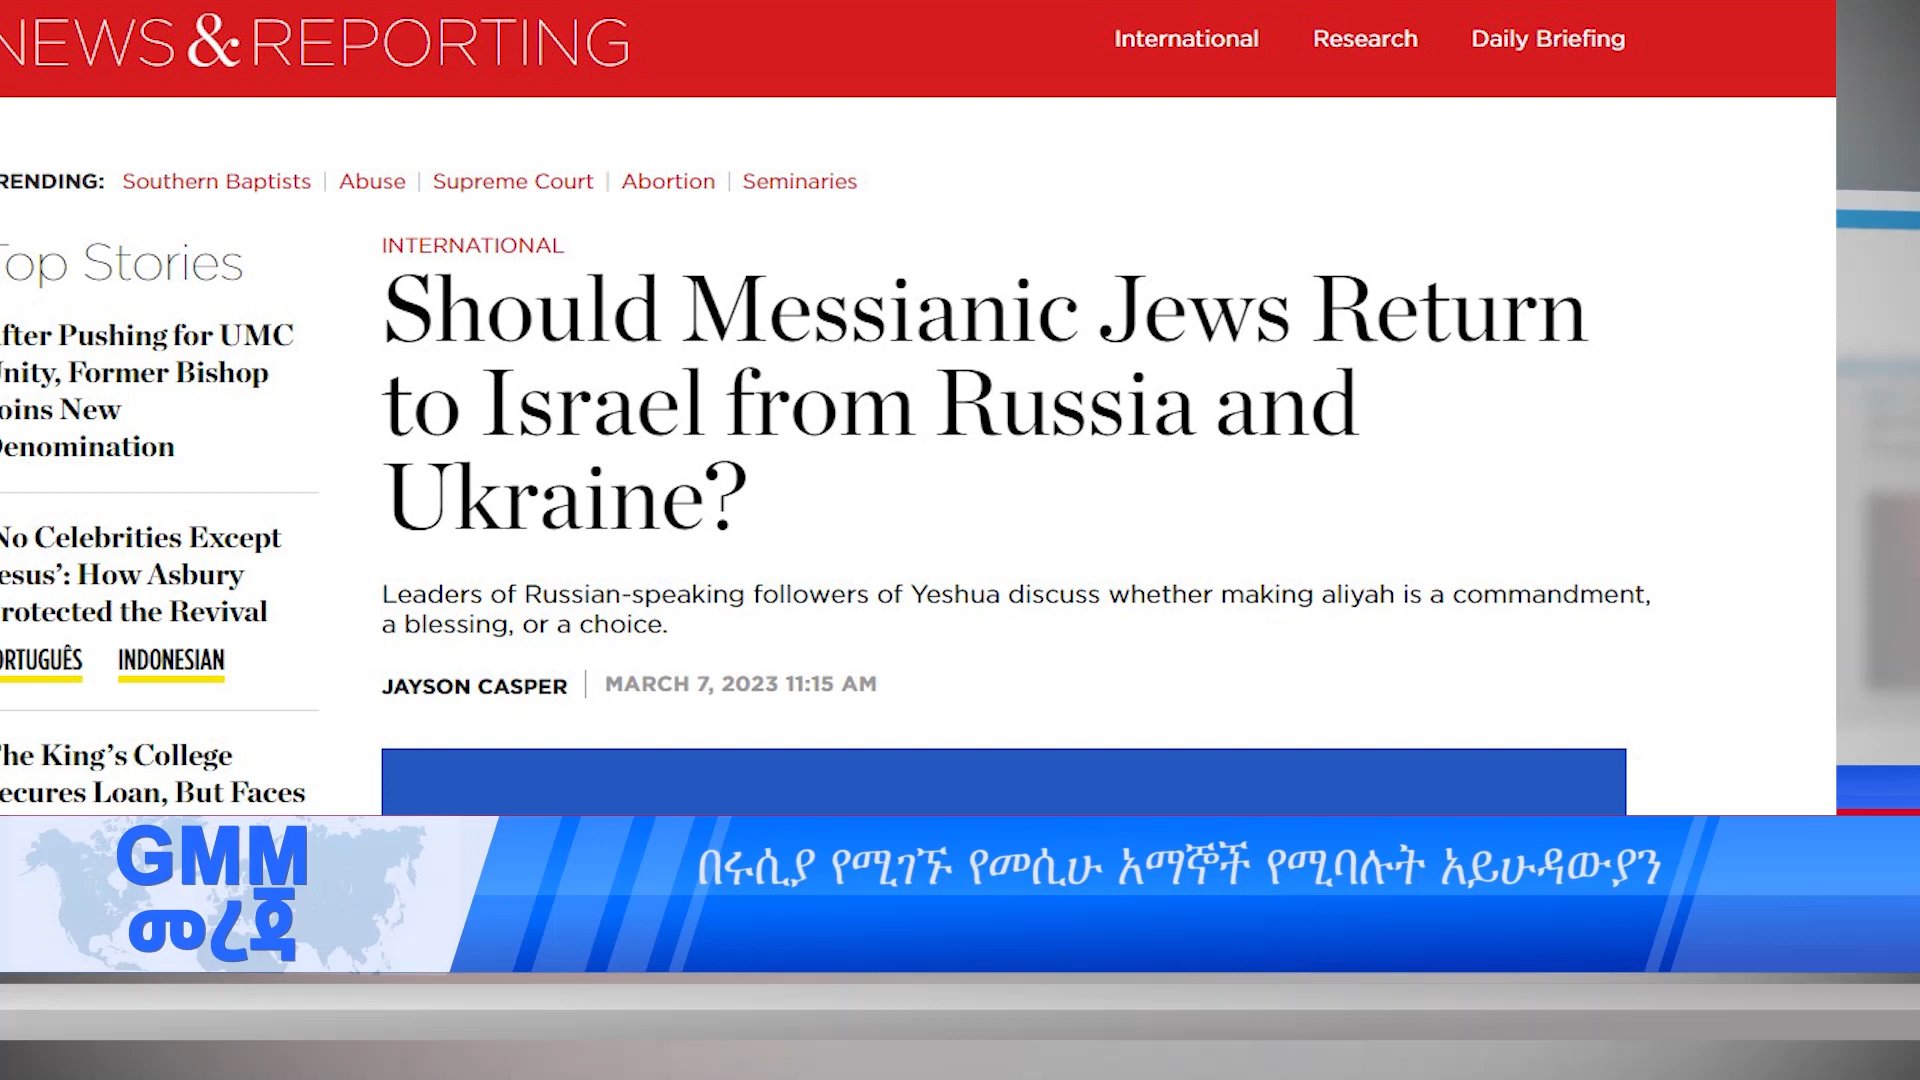 NEWS & REPORTING
International Research Daily Briefing
RENDING: Southern Baptists | Abuse | Supreme Court | Abortion | Seminaries
Top Stories
fter Pushing for UMC
nity, Former Bishop
oins New
enomination
No Celebrities Except
esus’: How Asbury
rotected the Revival
ORTUGUÊS INDONESIAN
he King’s College
ecures Loan, But Faces
INTERNATIONAL
Should Messianic Jews Return
to Israel from Russia and
Ukraine?
Leaders of Russian-speaking followers of Yeshua discuss whether making aliyah is a commandment,
a blessing, or a choice.
JAYSON CASPER | MARCH 7, 2023 11:15 AM
GMM
መረጃ
በሩሲያ የሚገኙ የመሲሁ አማኞች የሚባሉት አይሁዳውያን